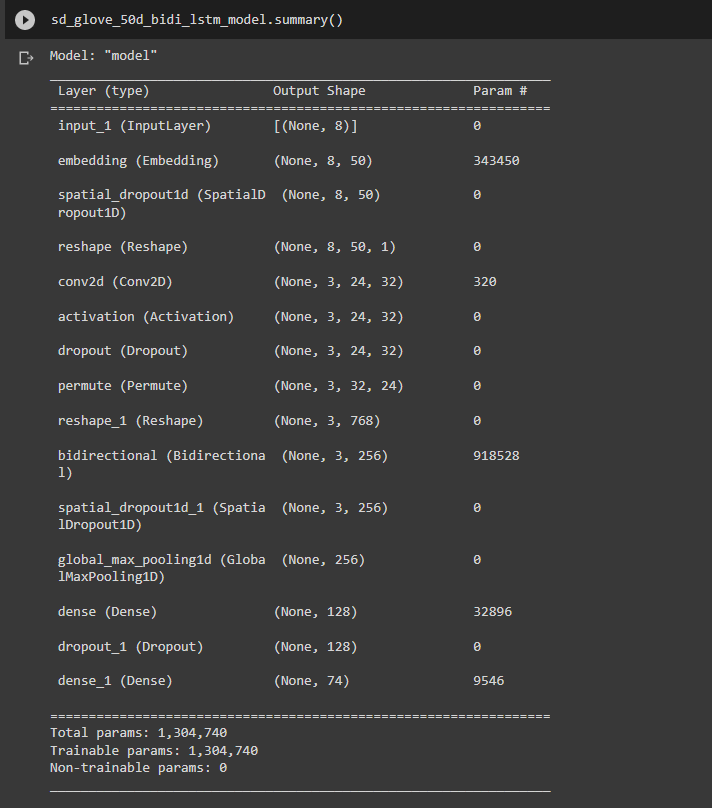 sd_glove_50d_bidi_lstm_model.summary()
Model: "model"
_________________________________________________________________
Layer (type)                Output Shape              Param #
=================================================================
input_1 (InputLayer)        [(None, 8)]               0
embedding (Embedding)       (None, 8, 50)             343450
spatial_dropout1d (SpatialD  (None, 8, 50)            0
ropout1D)
reshape (Reshape)           (None, 8, 50, 1)          0
conv2d (Conv2D)             (None, 3, 24, 32)         320
activation (Activation)     (None, 3, 24, 32)         0
dropout (Dropout)           (None, 3, 24, 32)         0
permute (Permute)           (None, 3, 32, 24)         0
reshape_1 (Reshape)         (None, 3, 768)            0
bidirectional (Bidirectiona  (None, 3, 256)           918528
l)
spatial_dropout1d_1 (Spatia  (None, 3, 256)           0
lDropout1D)
global_max_pooling1d (Globa  (None, 256)              0
lMaxPooling1D)
dense (Dense)               (None, 128)               32896
dropout_1 (Dropout)         (None, 128)               0
dense_1 (Dense)             (None, 74)                9546
=================================================================
Total params: 1,304,740
Trainable params: 1,304,740
Non-trainable params: 0
_________________________________________________________________